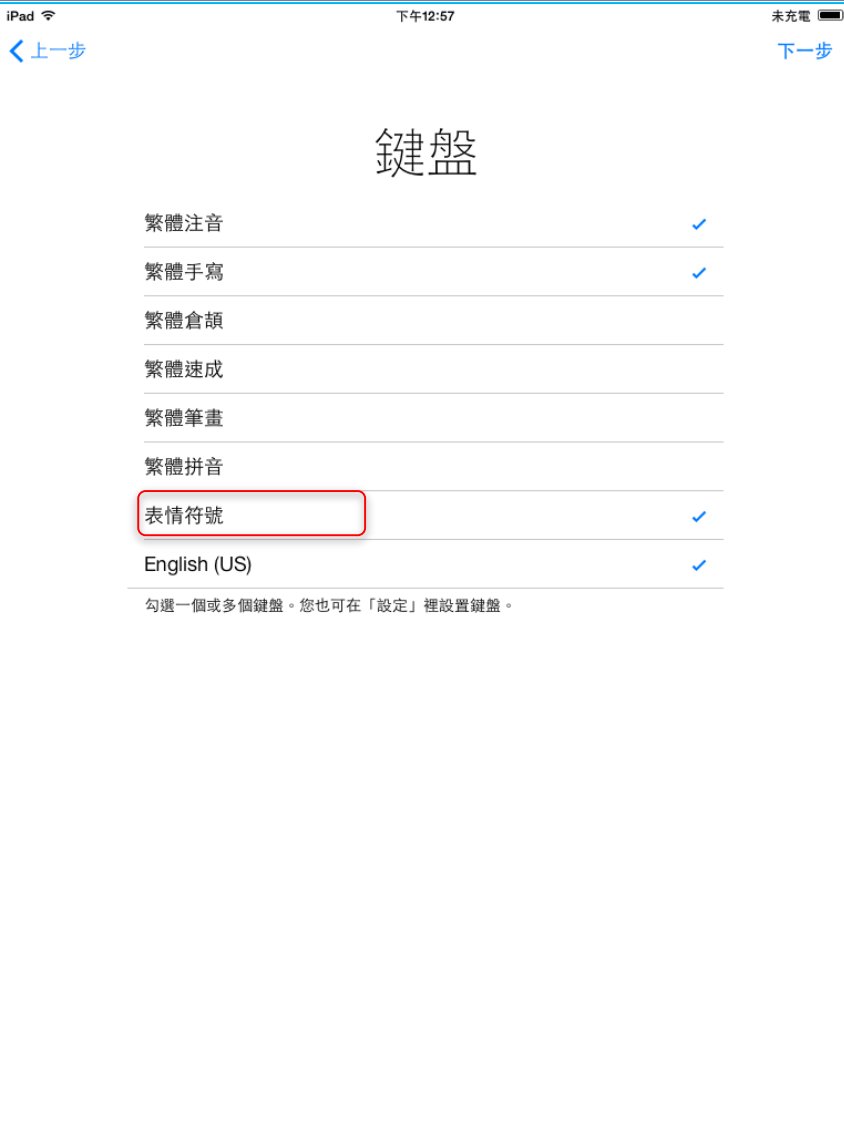 iPad 下午12:57 未充電
上一步 下一步
鍵盤
繁體注音
繁體手寫
繁體倉頡
繁體速成
繁體筆畫
繁體拼音
表情符號
English (US)
勾選一個或多個鍵盤。您也可在「設定」裡設置鍵盤。